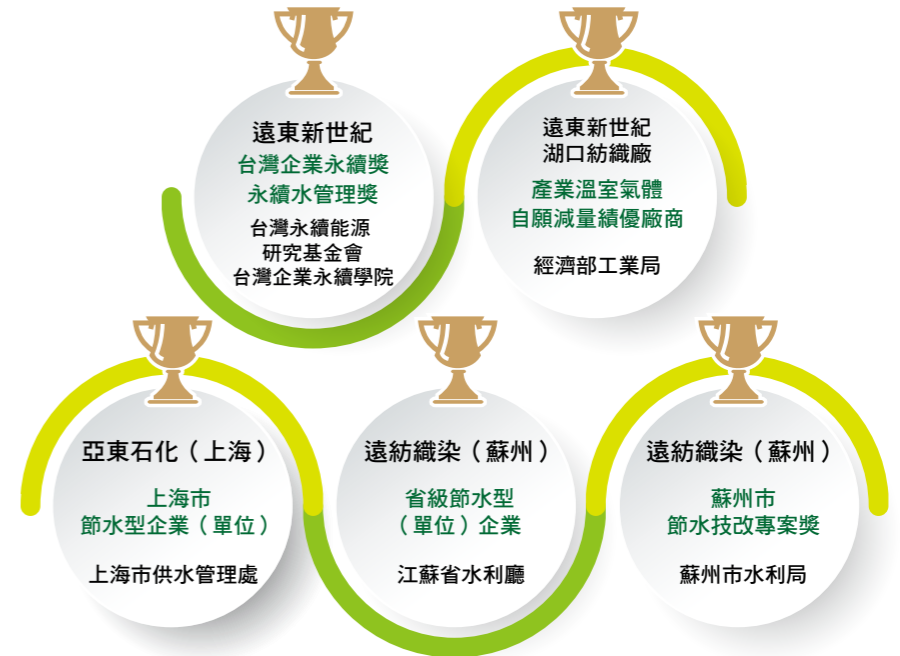 遠東新世紀
台灣企業永續獎
永續水管理獎
台灣永續能源
研究基金會
台灣企業永續學院
遠東新世紀
湖口紡織廠
產業溫室氣體
自願減量績優廠商
經濟部工業局
亞東石化（上海）
上海市
節水型企業（單位）
上海市供水管理處
遠紡織染（蘇州）
省級節水型
（單位）企業
江蘇省水利廳
遠紡織染（蘇州）
蘇州市
節水技改專案獎
蘇州市水利局